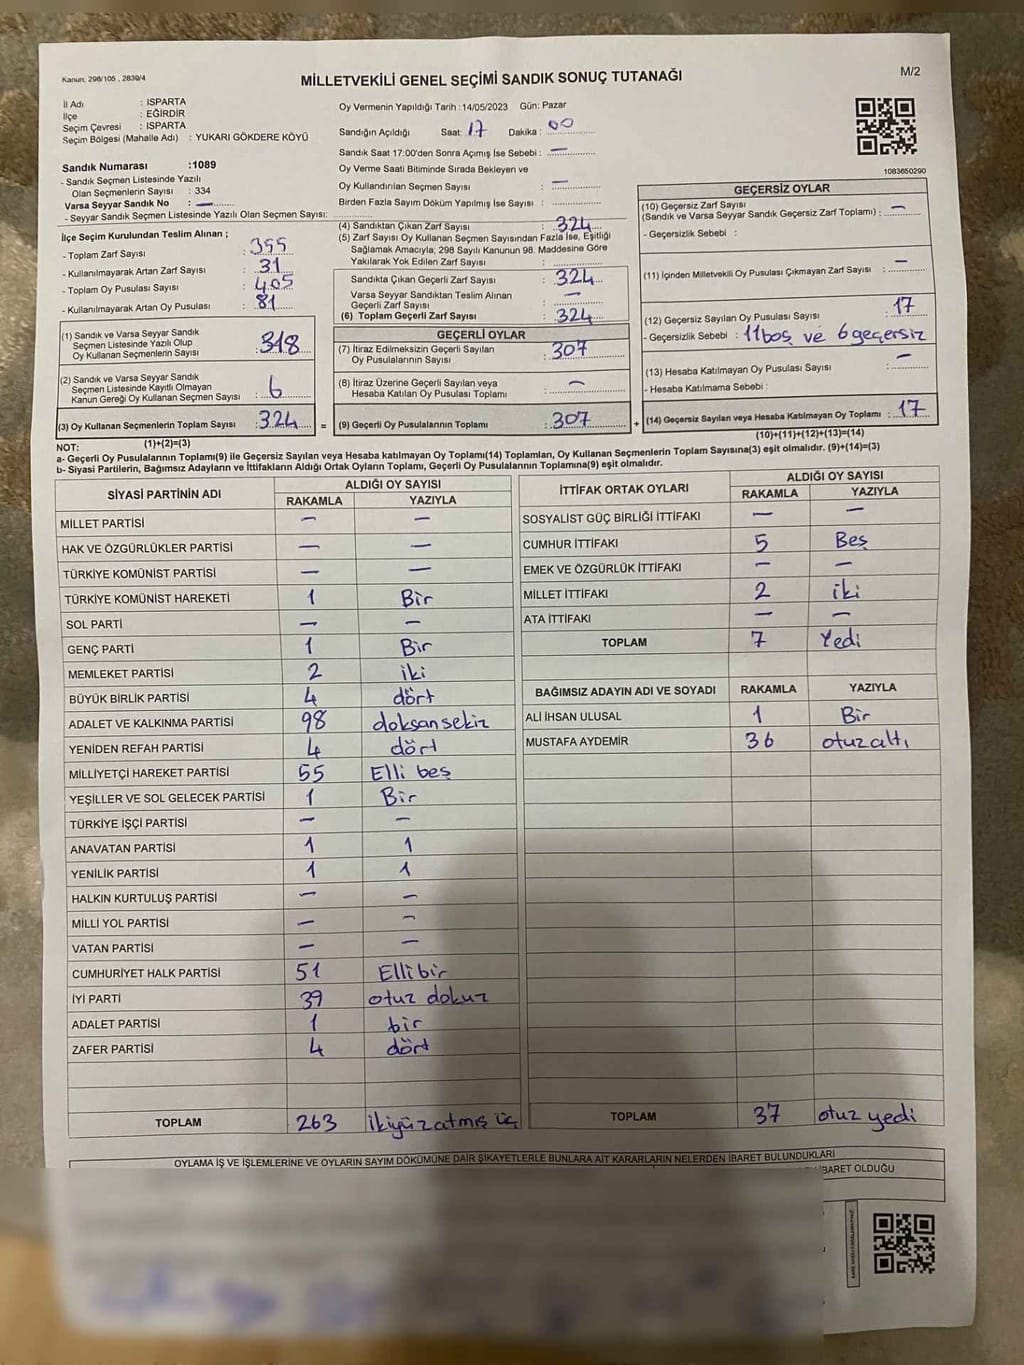 Kanun; 298/105 , 2839/4
MİLLETVEKİLİ GENEL SEÇİMİ SANDIK SONUÇ TUTANAĞI
M/2
İl Adı : ISPARTA
İlçe : EĞİRDİR
Seçim Çevresi : ISPARTA
Seçim Bölgesi (Mahalle Adı) : YUKARI GÖKDERE KÖYÜ
Sandık Numarası :1089
- Sandık Seçmen Listesinde Yazılı
Olan Seçmenlerin Sayısı : 334
Varsa Seyyar Sandık No : —
- Seyyar Sandık Seçmen Listesinde Yazılı Olan Seçmen Sayısı:
Oy Vermenin Yapıldığı Tarih :14/05/2023 Gün: Pazar
Sandığın Açıldığı Saat: 17 Dakika : 00
Sandık Saat 17:00'den Sonra Açımış İse Sebebi : —
Oy Verme Saati Bitiminde Sırada Bekleyen ve
Oy Kullandırılan Seçmen Sayısı : —
Birden Fazla Sayım Döküm Yapılmış İse Sayısı :
1083650290
İlçe Seçim Kurulundan Teslim Alınan ;
- Toplam Zarf Sayısı : 355
- Kullanılmayarak Artan Zarf Sayısı : 31
- Toplam Oy Pusulası Sayısı : 405
- Kullanılmayarak Artan Oy Pusulası : 81
(1) Sandık ve Varsa Seyyar Sandık
Seçmen Listesinde Yazılı Olup
Oy Kullanan Seçmenlerin Sayısı : 318
(2) Sandık ve Varsa Seyyar Sandık
Seçmen Listesinde Kayıtlı Olmayan
Kanun Gereği Oy Kullanan Seçmen Sayısı : 6
(3) Oy Kullanan Seçmenlerin Toplam Sayısı : 324 =
(1)+(2)=(3)
(4) Sandıktan Çıkan Zarf Sayısı : 324
(5) Zarf Sayısı Oy Kullanan Seçmen Sayısından Fazla İse, Eşitliği
Sağlamak Amacıyla; 298 Sayılı Kanunun 98. Maddesine Göre
Yakılarak Yok Edilen Zarf Sayısı :
Sandıkta Çıkan Geçerli Zarf Sayısı : 324
Varsa Seyyar Sandıktan Teslim Alınan
Geçerli Zarf Sayısı : —
(6) Toplam Geçerli Zarf Sayısı : 324
GEÇERLİ OYLAR
(7) İtiraz Edilmeksizin Geçerli Sayılan
Oy Pusulalarının Sayısı : 307
(8) İtiraz Üzerine Geçerli Sayılan veya
Hesaba Katılan Oy Pusulası Toplamı : —
(9) Geçerli Oy Pusulalarının Toplamı : 307 +
GEÇERSİZ OYLAR
(10) Geçersiz Zarf Sayısı
(Sandık ve Varsa Seyyar Sandık Geçersiz Zarf Toplamı) : —
- Geçersizlik Sebebi :
(11) İçinden Milletvekili Oy Pusulası Çıkmayan Zarf Sayısı : —
(12) Geçersiz Sayılan Oy Pusulası Sayısı : 17
- Geçersizlik Sebebi : 11 boş ve 6 geçersiz
(13) Hesaba Katılmayan Oy Pusulası Sayısı : —
- Hesaba Katılmama Sebebi :
(14) Geçersiz Sayılan veya Hesaba Katılmayan Oy Toplamı : 17
(10)+(11)+(12)+(13)=(14)
NOT:
a- Geçerli Oy Pusulalarının Toplamı(9) ile Geçersiz Sayılan veya Hesaba Katılmayan Oy Toplamı(14) Toplamları, Oy Kullanan Seçmenlerin Toplam Sayısına(3) eşit olmalıdır. (9)+(14)=(3)
b- Siyasi Partilerin, Bağımsız Adayların ve İttifakların Aldığı Ortak Oyların Toplamı, Geçerli Oy Pusulalarının Toplamına(9) eşit olmalıdır.
SİYASİ PARTİNİN ADI ALDIĞI OY SAYISI
RAKAMLA YAZIYLA
MİLLET PARTİSİ — —
HAK VE ÖZGÜRLÜKLER PARTİSİ — —
TÜRKİYE KOMÜNİST PARTİSİ — —
TÜRKİYE KOMÜNİST HAREKETİ 1 Bir
SOL PARTİ — —
GENÇ PARTİ 1 Bir
MEMLEKET PARTİSİ 2 iki
BÜYÜK BİRLİK PARTİSİ 4 dört
ADALET VE KALKINMA PARTİSİ 98 doksansekiz
YENİDEN REFAH PARTİSİ 4 dört
MİLLİYETÇİ HAREKET PARTİSİ 55 Elli beş
YEŞİLLER VE SOL GELECEK PARTİSİ 1 Bir
TÜRKİYE İŞÇİ PARTİSİ — —
ANAVATAN PARTİSİ 1 1
YENİLİK PARTİSİ 1 1
HALKIN KURTULUŞ PARTİSİ — —
MİLLİ YOL PARTİSİ — —
VATAN PARTİSİ — —
CUMHURİYET HALK PARTİSİ 51 Ellibir
İYİ PARTİ 39 otuz dokuz
ADALET PARTİSİ 1 bir
ZAFER PARTİSİ 4 dört
TOPLAM 263 ikiyüzatmış üç
İTTİFAK ORTAK OYLARI ALDIĞI OY SAYISI
RAKAMLA YAZIYLA
SOSYALİST GÜÇ BİRLİĞİ İTTİFAKI — —
CUMHUR İTTİFAKI 5 Beş
EMEK VE ÖZGÜRLÜK İTTİFAKI — —
MİLLET İTTİFAKI 2 iki
ATA İTTİFAKI — —
TOPLAM 7 Yedi
BAĞIMSIZ ADAYIN ADI VE SOYADI RAKAMLA YAZIYLA
ALİ İHSAN ULUSAL 1 Bir
MUSTAFA AYDEMİR 36 otuzaltı
TOPLAM 37 otuz yedi
OYLAMA İŞ VE İŞLEMLERİNE VE OYLARIN SAYIM DÖKÜMÜNE DAİR ŞİKAYETLERLE BUNLARA AİT KARARLARIN NELERDEN İBARET BULUNDUKLARI
İBARET OLDUĞU